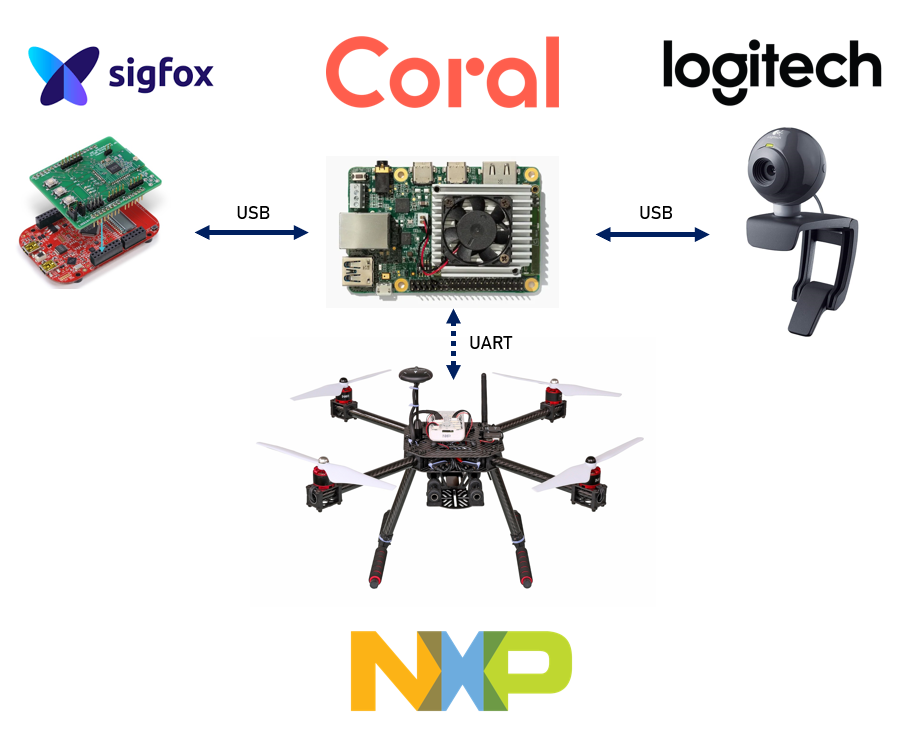 sigfox
Coral
logitech
USB
USB
UART
NXP